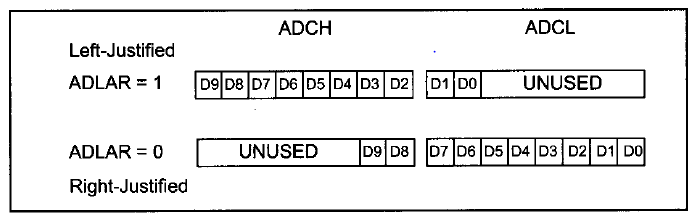 ADCH ADCL
Left-Justified
ADLAR = 1 D9 D8 D7 D6 D5 D4 D3 D2 D1 D0 UNUSED
ADLAR = 0 UNUSED D9 D8 D7 D6 D5 D4 D3 D2 D1 D0
Right-Justified